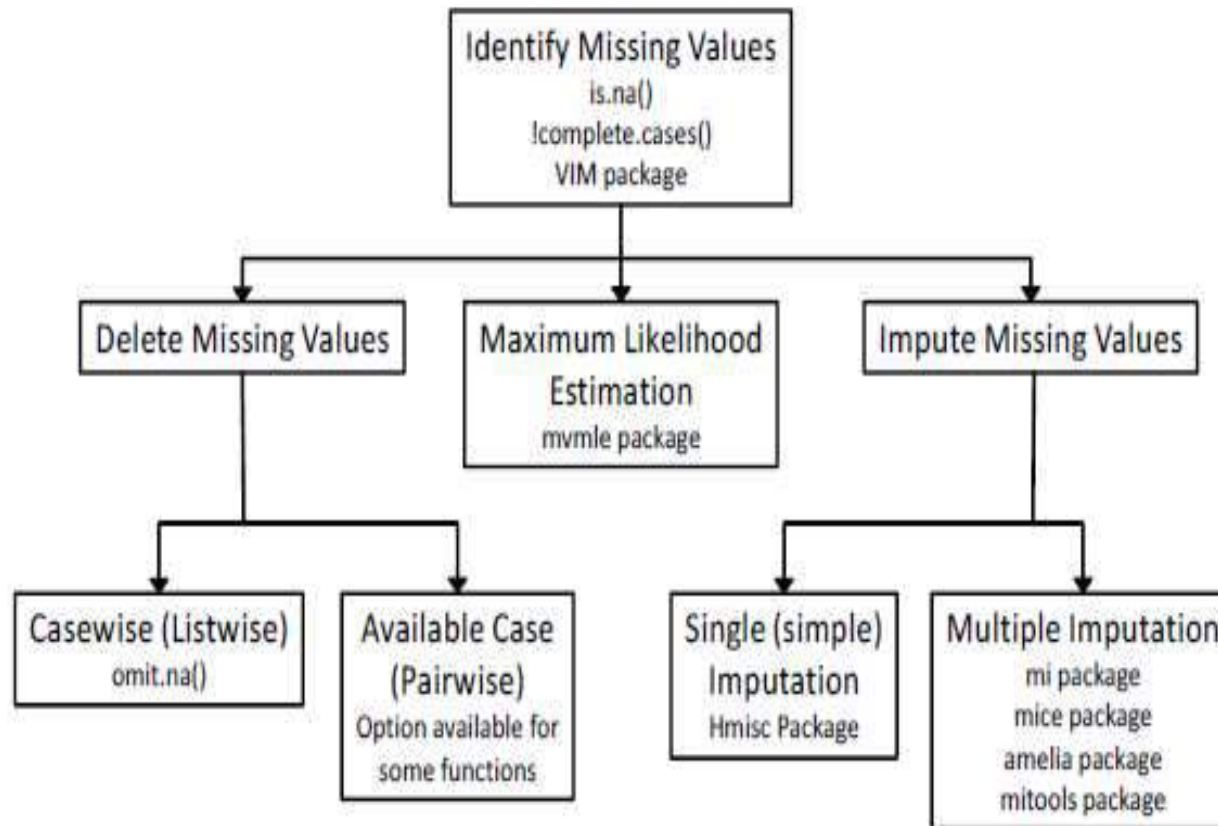 Identify Missing Values
is.na()
!complete.cases()
VIM package
Delete Missing Values
Maximum Likelihood
Estimation
mvmle package
Impute Missing Values
Casewise (Listwise)
omit.na()
Available Case
(Pairwise)
Option available for
some functions
Single (simple)
Imputation
Hmisc Package
Multiple Imputation
mi package
mice package
amelia package
mitools package